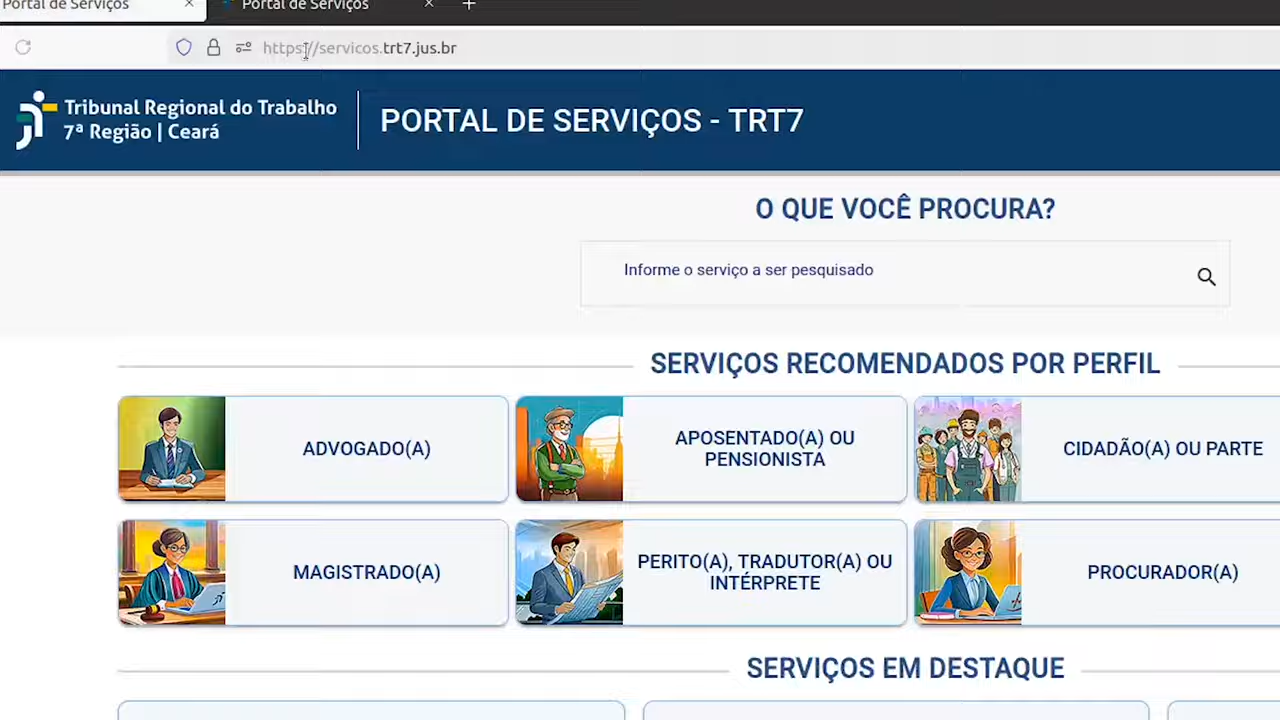 Portal de Serviços
Portal de Serviços
https://servicos.trt7.jus.br
Tribunal Regional do Trabalho
7ª Região | Ceará
PORTAL DE SERVIÇOS - TRT7
O QUE VOCÊ PROCURA?
Informe o serviço a ser pesquisado
SERVIÇOS RECOMENDADOS POR PERFIL
ADVOGADO(A)
APOSENTADO(A) OU
PENSIONISTA
CIDADÃO(A) OU PARTE
MAGISTRADO(A)
PERITO(A), TRADUTOR(A) OU
INTÉRPRETE
PROCURADOR(A)
SERVIÇOS EM DESTAQUE